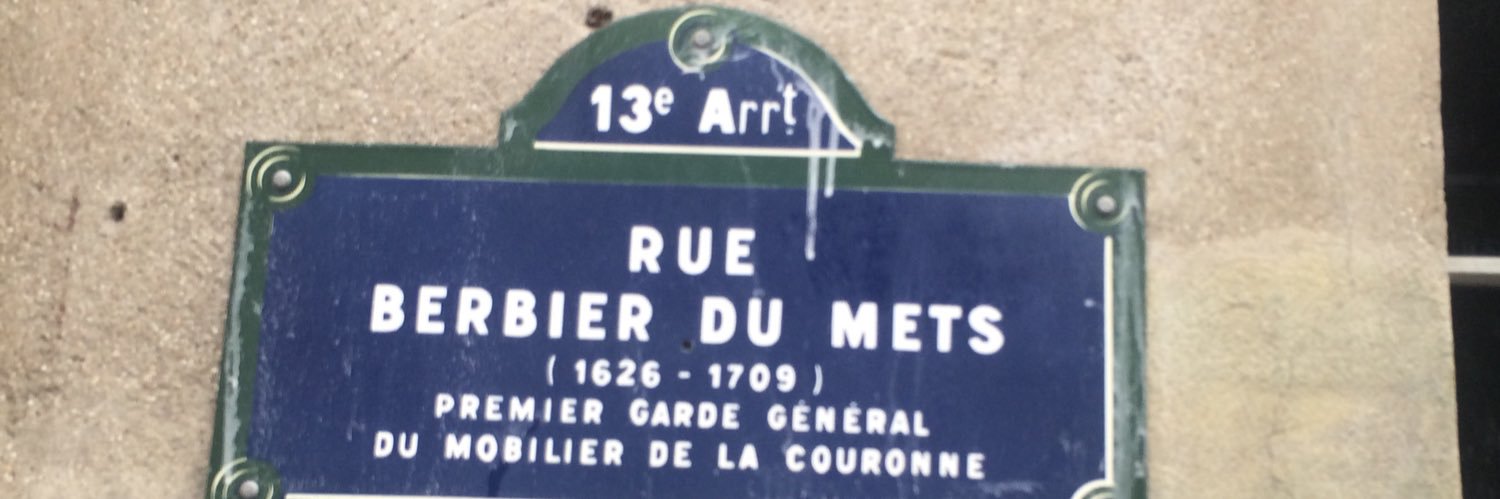 13e Arrt
RUE
BERBIER DU METS
(1626 - 1709)
PREMIER GARDE GÉNÉRAL
DU MOBILIER DE LA COURONNE